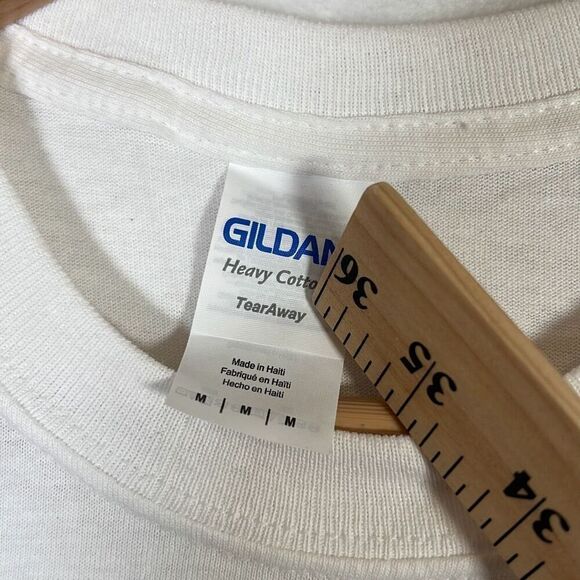 GILDAN
Heavy Cotto
TearAway
Made in Haiti
Fabriqué en Haïti
Hecho en Haiti
M | M | M
36
35
34